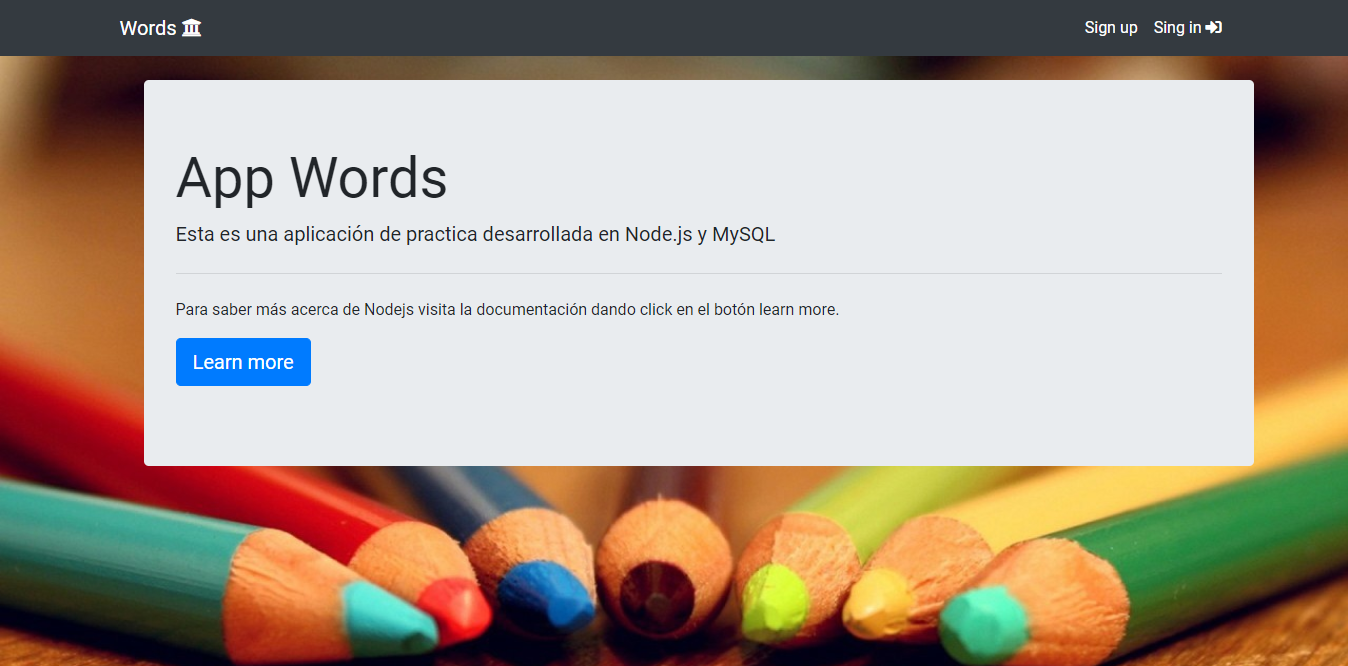 Words
Sign up Sing in
App Words
Esta es una aplicación de practica desarrollada en Node.js y MySQL
Para saber más acerca de Nodejs visita la documentación dando click en el botón learn more.
Learn more